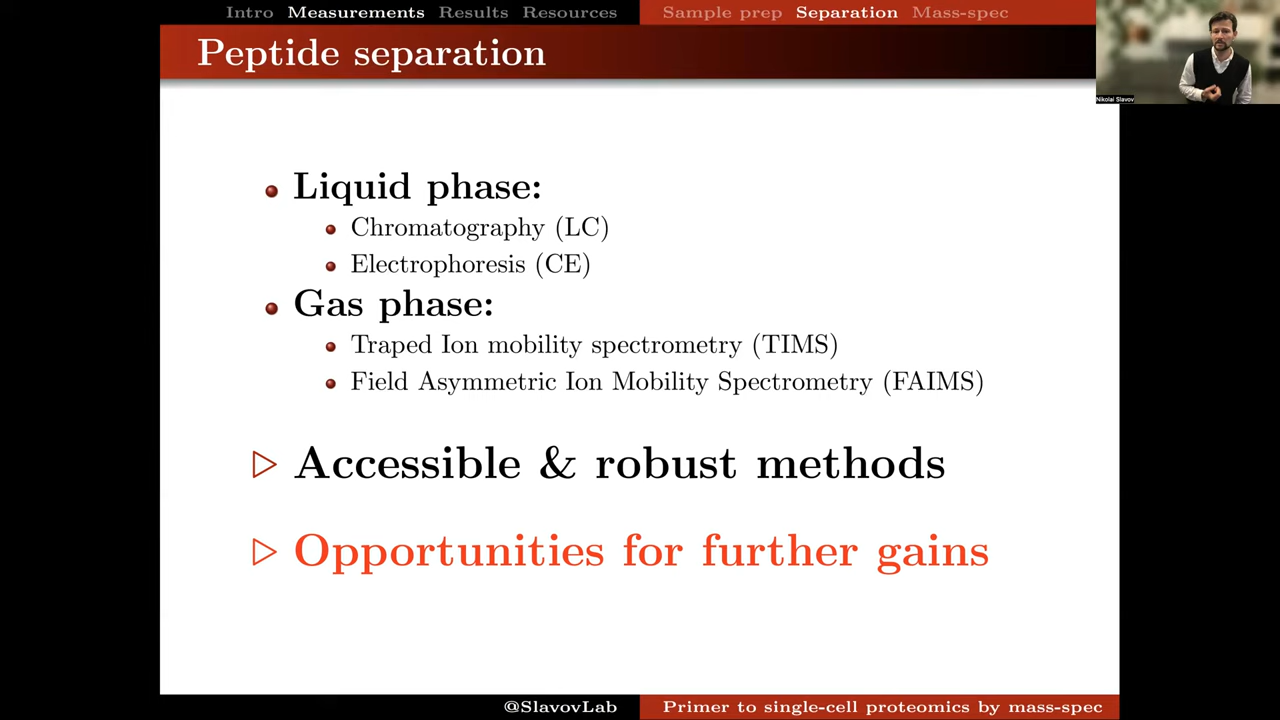 Intro Measurements Results Resources Sample prep Separation Mass-spec
Peptide separation
Nikolai Slavov
Liquid phase:
Chromatography (LC)
Electrophoresis (CE)
Gas phase:
Traped Ion mobility spectrometry (TIMS)
Field Asymmetric Ion Mobility Spectrometry (FAIMS)
Accessible & robust methods
Opportunities for further gains
@SlavovLab Primer to single-cell proteomics by mass-spec